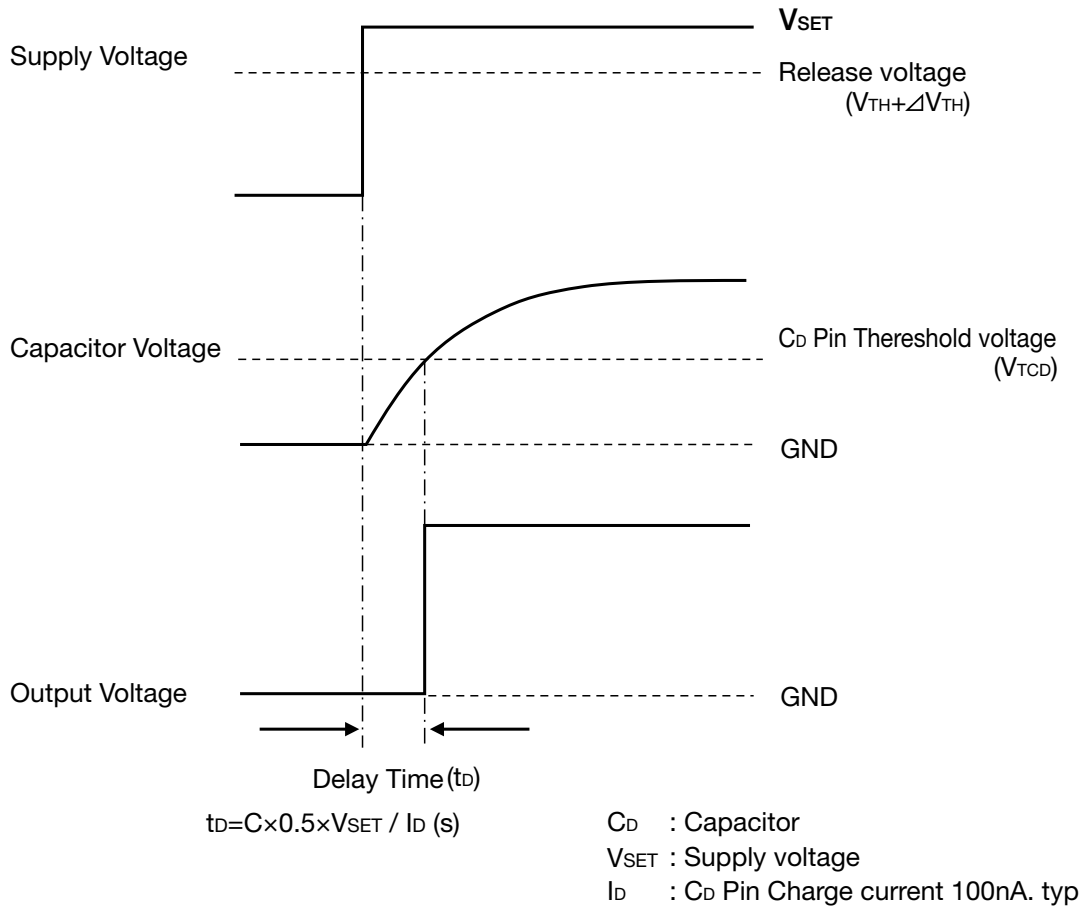 VSET
Supply Voltage
Release voltage
(VTH+⊿VTH)
Capacitor Voltage
CD Pin Thereshold voltage
(VTCD)
GND
Output Voltage
GND
Delay Time (tD)
tD=C×0.5×VSET / ID (s)
CD : Capacitor
VSET : Supply voltage
ID : CD Pin Charge current 100nA. typ